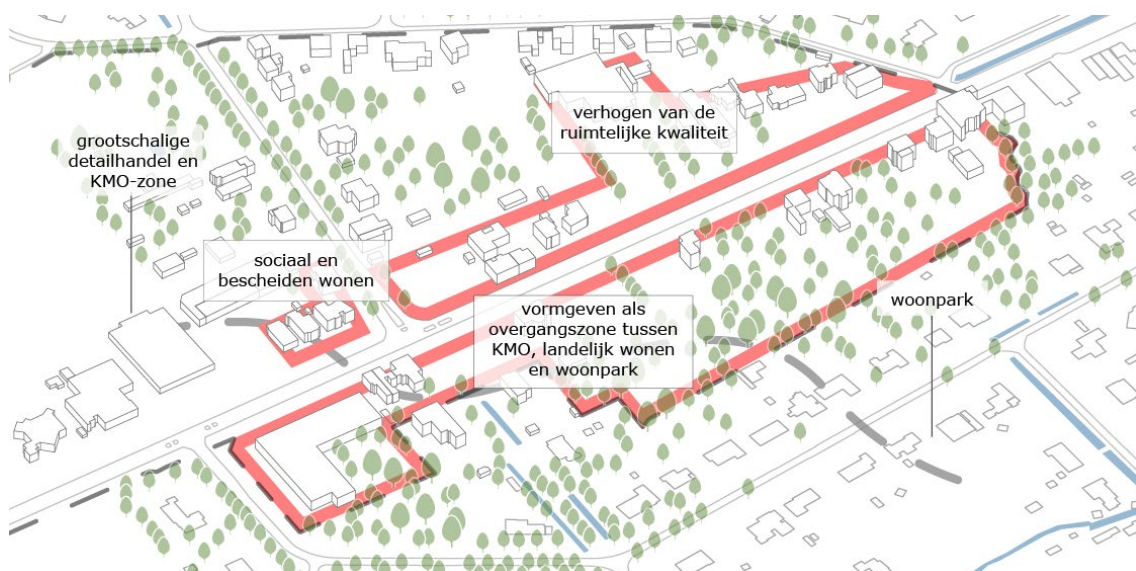 verhogen van de
ruimtelijke kwaliteit
grootschalige
detailhandel en
KMO-zone
sociaal en
bescheiden wonen
vormgeven als
overgangszone tussen
KMO, landelijk wonen
en woonpark
woonpark